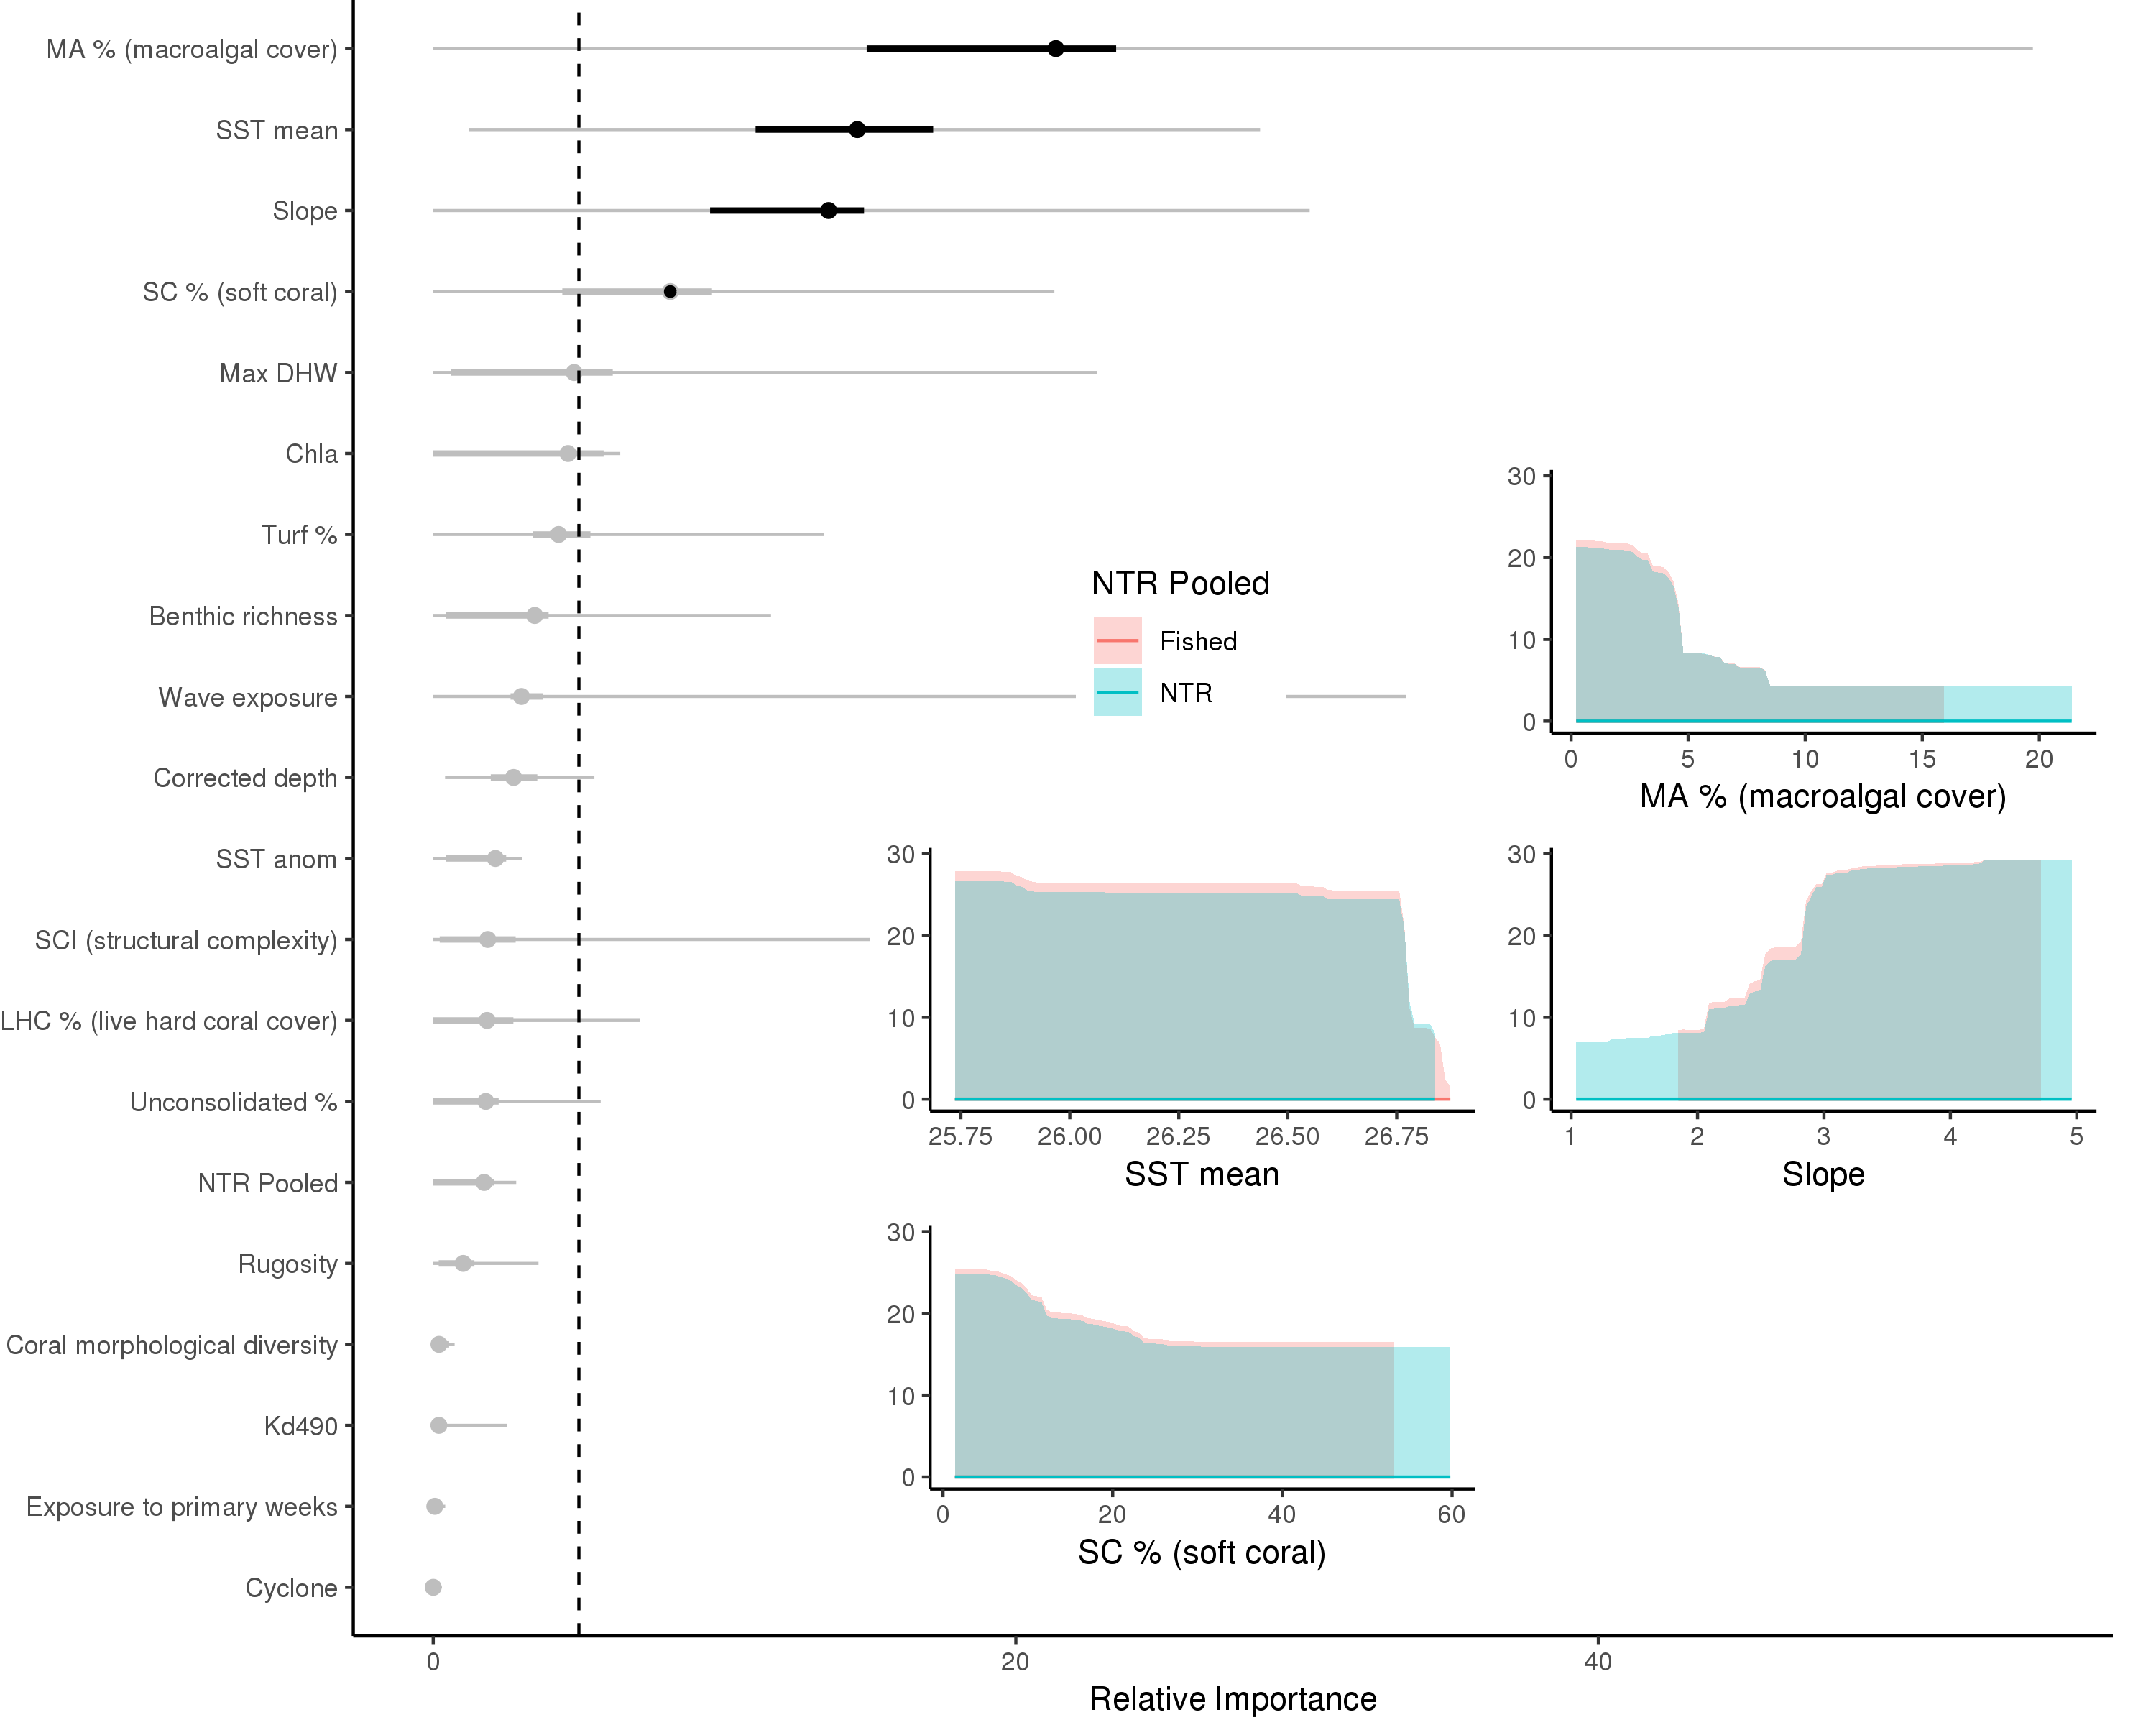 MA % (macroalgal cover)
SST mean
Slope
SC % (soft coral)
Max DHW
Chla
Turf %
Benthic richness
Wave exposure
Corrected depth
SST anom
SCI (structural complexity)
LHC % (live hard coral cover)
Unconsolidated %
NTR Pooled
Rugosity
Coral morphological diversity
Kd490
Exposure to primary weeks
Cyclone
0 20 40
Relative Importance
NTR Pooled
Fished
NTR
30
20
10
0
0 5 10 15 20
MA % (macroalgal cover)
30
20
10
0
25.75 26.00 26.25 26.50 26.75
SST mean
30
20
10
0
1 2 3 4 5
Slope
30
20
10
0
0 20 40 60
SC % (soft coral)